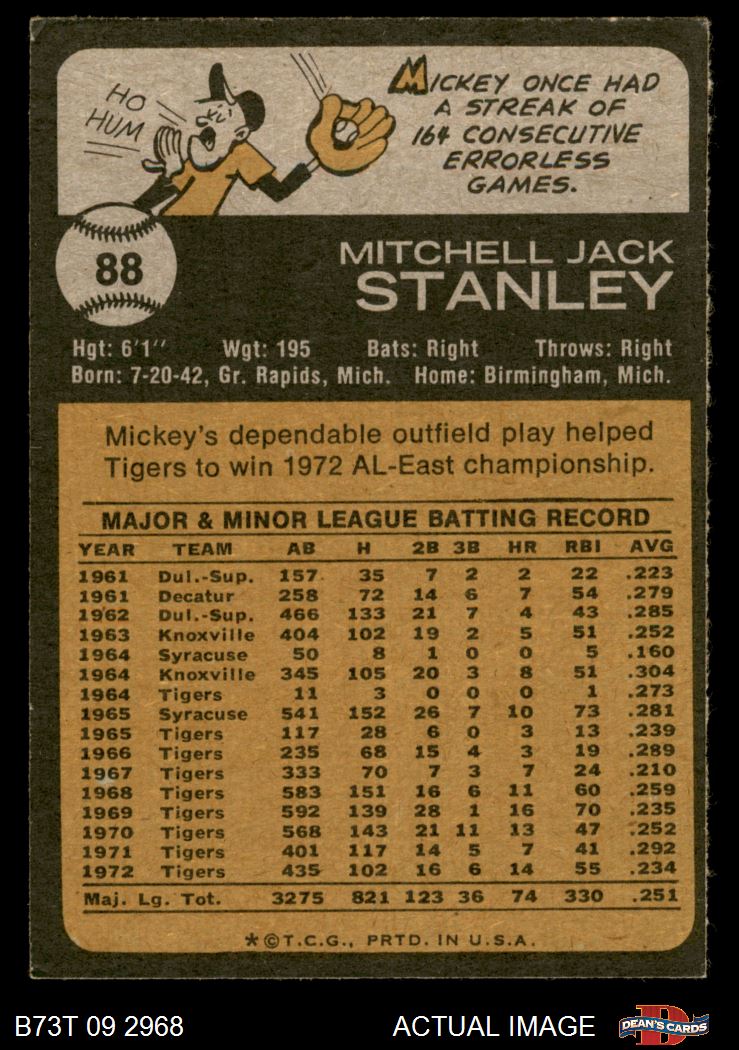 HO
HUM
MICKEY ONCE HAD
A STREAK OF
164 CONSECUTIVE
ERRORLESS
GAMES.
88
MITCHELL JACK
STANLEY
Hgt: 6'1'' Wgt: 195 Bats: Right Throws: Right
Born: 7-20-42, Gr. Rapids, Mich. Home: Birmingham, Mich.
Mickey's dependable outfield play helped
Tigers to win 1972 AL-East championship.
MAJOR & MINOR LEAGUE BATTING RECORD
YEAR TEAM AB H 2B 3B HR RBI AVG
1961 Dul.-Sup. 157 35 7 2 2 22 .223
1961 Decatur 258 72 14 6 7 54 .279
1962 Dul.-Sup. 466 133 21 7 4 43 .285
1963 Knoxville 404 102 19 2 5 51 .252
1964 Syracuse 50 8 1 0 0 5 .160
1964 Knoxville 345 105 20 3 8 51 .304
1964 Tigers 11 3 0 0 0 1 .273
1965 Syracuse 541 152 26 7 10 73 .281
1965 Tigers 117 28 6 0 3 13 .239
1966 Tigers 235 68 15 4 3 19 .289
1967 Tigers 333 70 7 3 7 24 .210
1968 Tigers 583 151 16 6 11 60 .259
1969 Tigers 592 139 28 1 16 70 .235
1970 Tigers 568 143 21 11 13 47 .252
1971 Tigers 401 117 14 5 7 41 .292
1972 Tigers 435 102 16 6 14 55 .234
Maj. Lg. Tot. 3275 821 123 36 74 330 .251
*©T.C.G., PRTD. IN U.S.A.
B73T 09 2968 ACTUAL IMAGE
D
DEAN'S CARDS